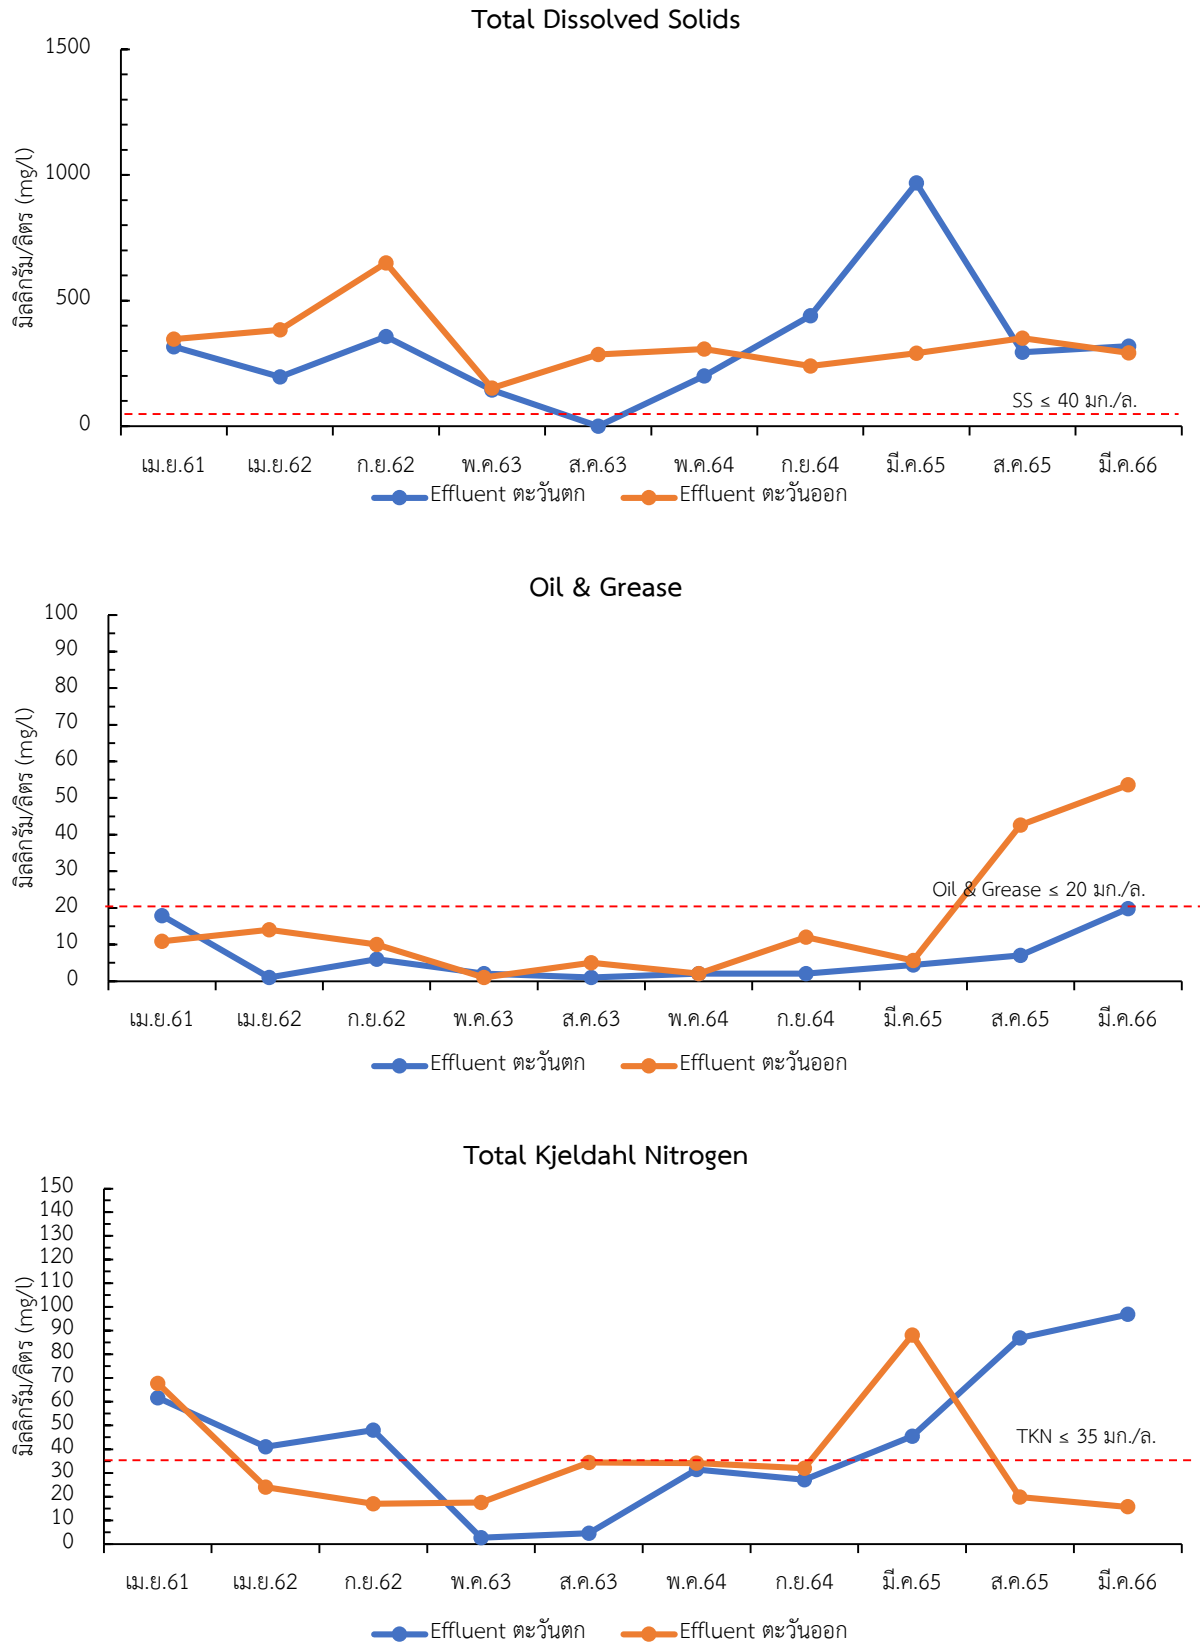 Total Dissolved Solids
มิลลิกรัม/ลิตร (mg/l)
1500
1000
500
0
SS ≤ 40 มก./ล.
เม.ย.61 เม.ย.62 ก.ย.62 พ.ค.63 ส.ค.63 พ.ค.64 ก.ย.64 มี.ค.65 ส.ค.65 มี.ค.66
Effluent ตะวันตก Effluent ตะวันออก
Oil & Grease
มิลลิกรัม/ลิตร (mg/l)
100
90
80
70
60
50
40
30
20
10
0
Oil & Grease ≤ 20 มก./ล.
เม.ย.61 เม.ย.62 ก.ย.62 พ.ค.63 ส.ค.63 พ.ค.64 ก.ย.64 มี.ค.65 ส.ค.65 มี.ค.66
Effluent ตะวันตก Effluent ตะวันออก
Total Kjeldahl Nitrogen
มิลลิกรัม/ลิตร (mg/l)
150
140
130
120
110
100
90
80
70
60
50
40
30
20
10
0
TKN ≤ 35 มก./ล.
เม.ย.61 เม.ย.62 ก.ย.62 พ.ค.63 ส.ค.63 พ.ค.64 ก.ย.64 มี.ค.65 ส.ค.65 มี.ค.66
Effluent ตะวันตก Effluent ตะวันออก